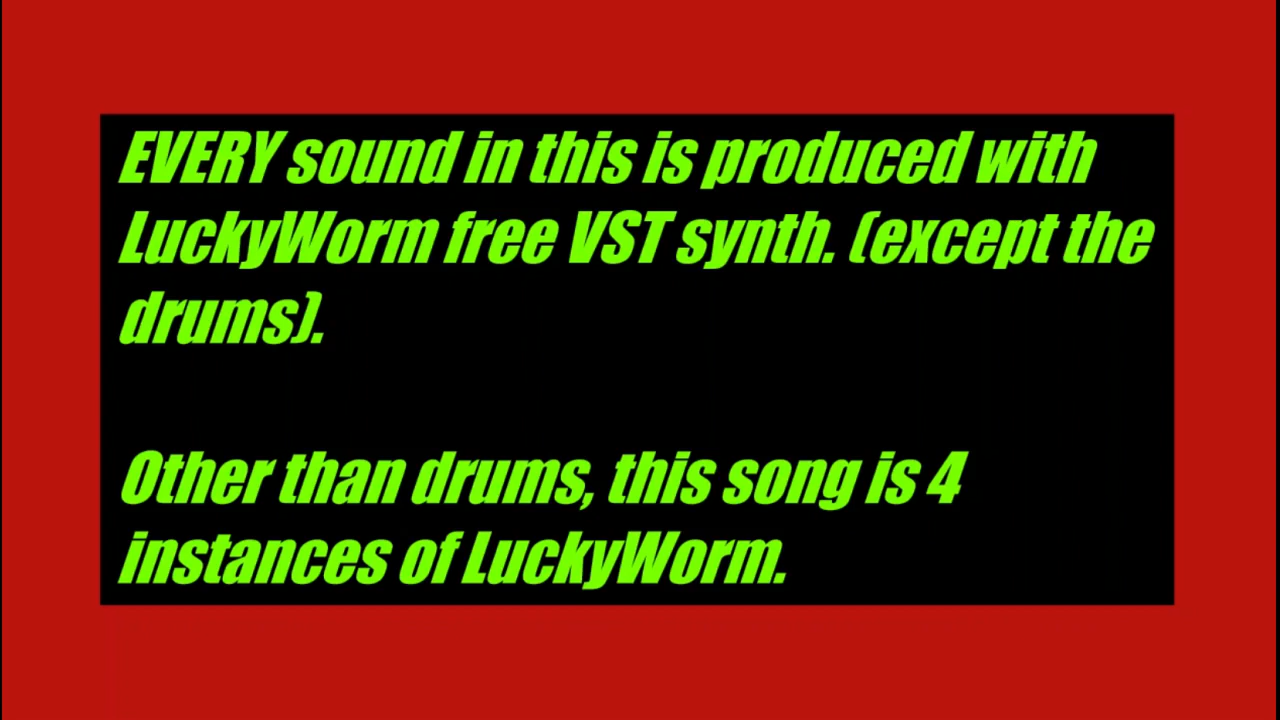 EVERY sound in this is produced with
LuckyWorm free VST synth. (except the
drums).
Other than drums, this song is 4
instances of LuckyWorm.